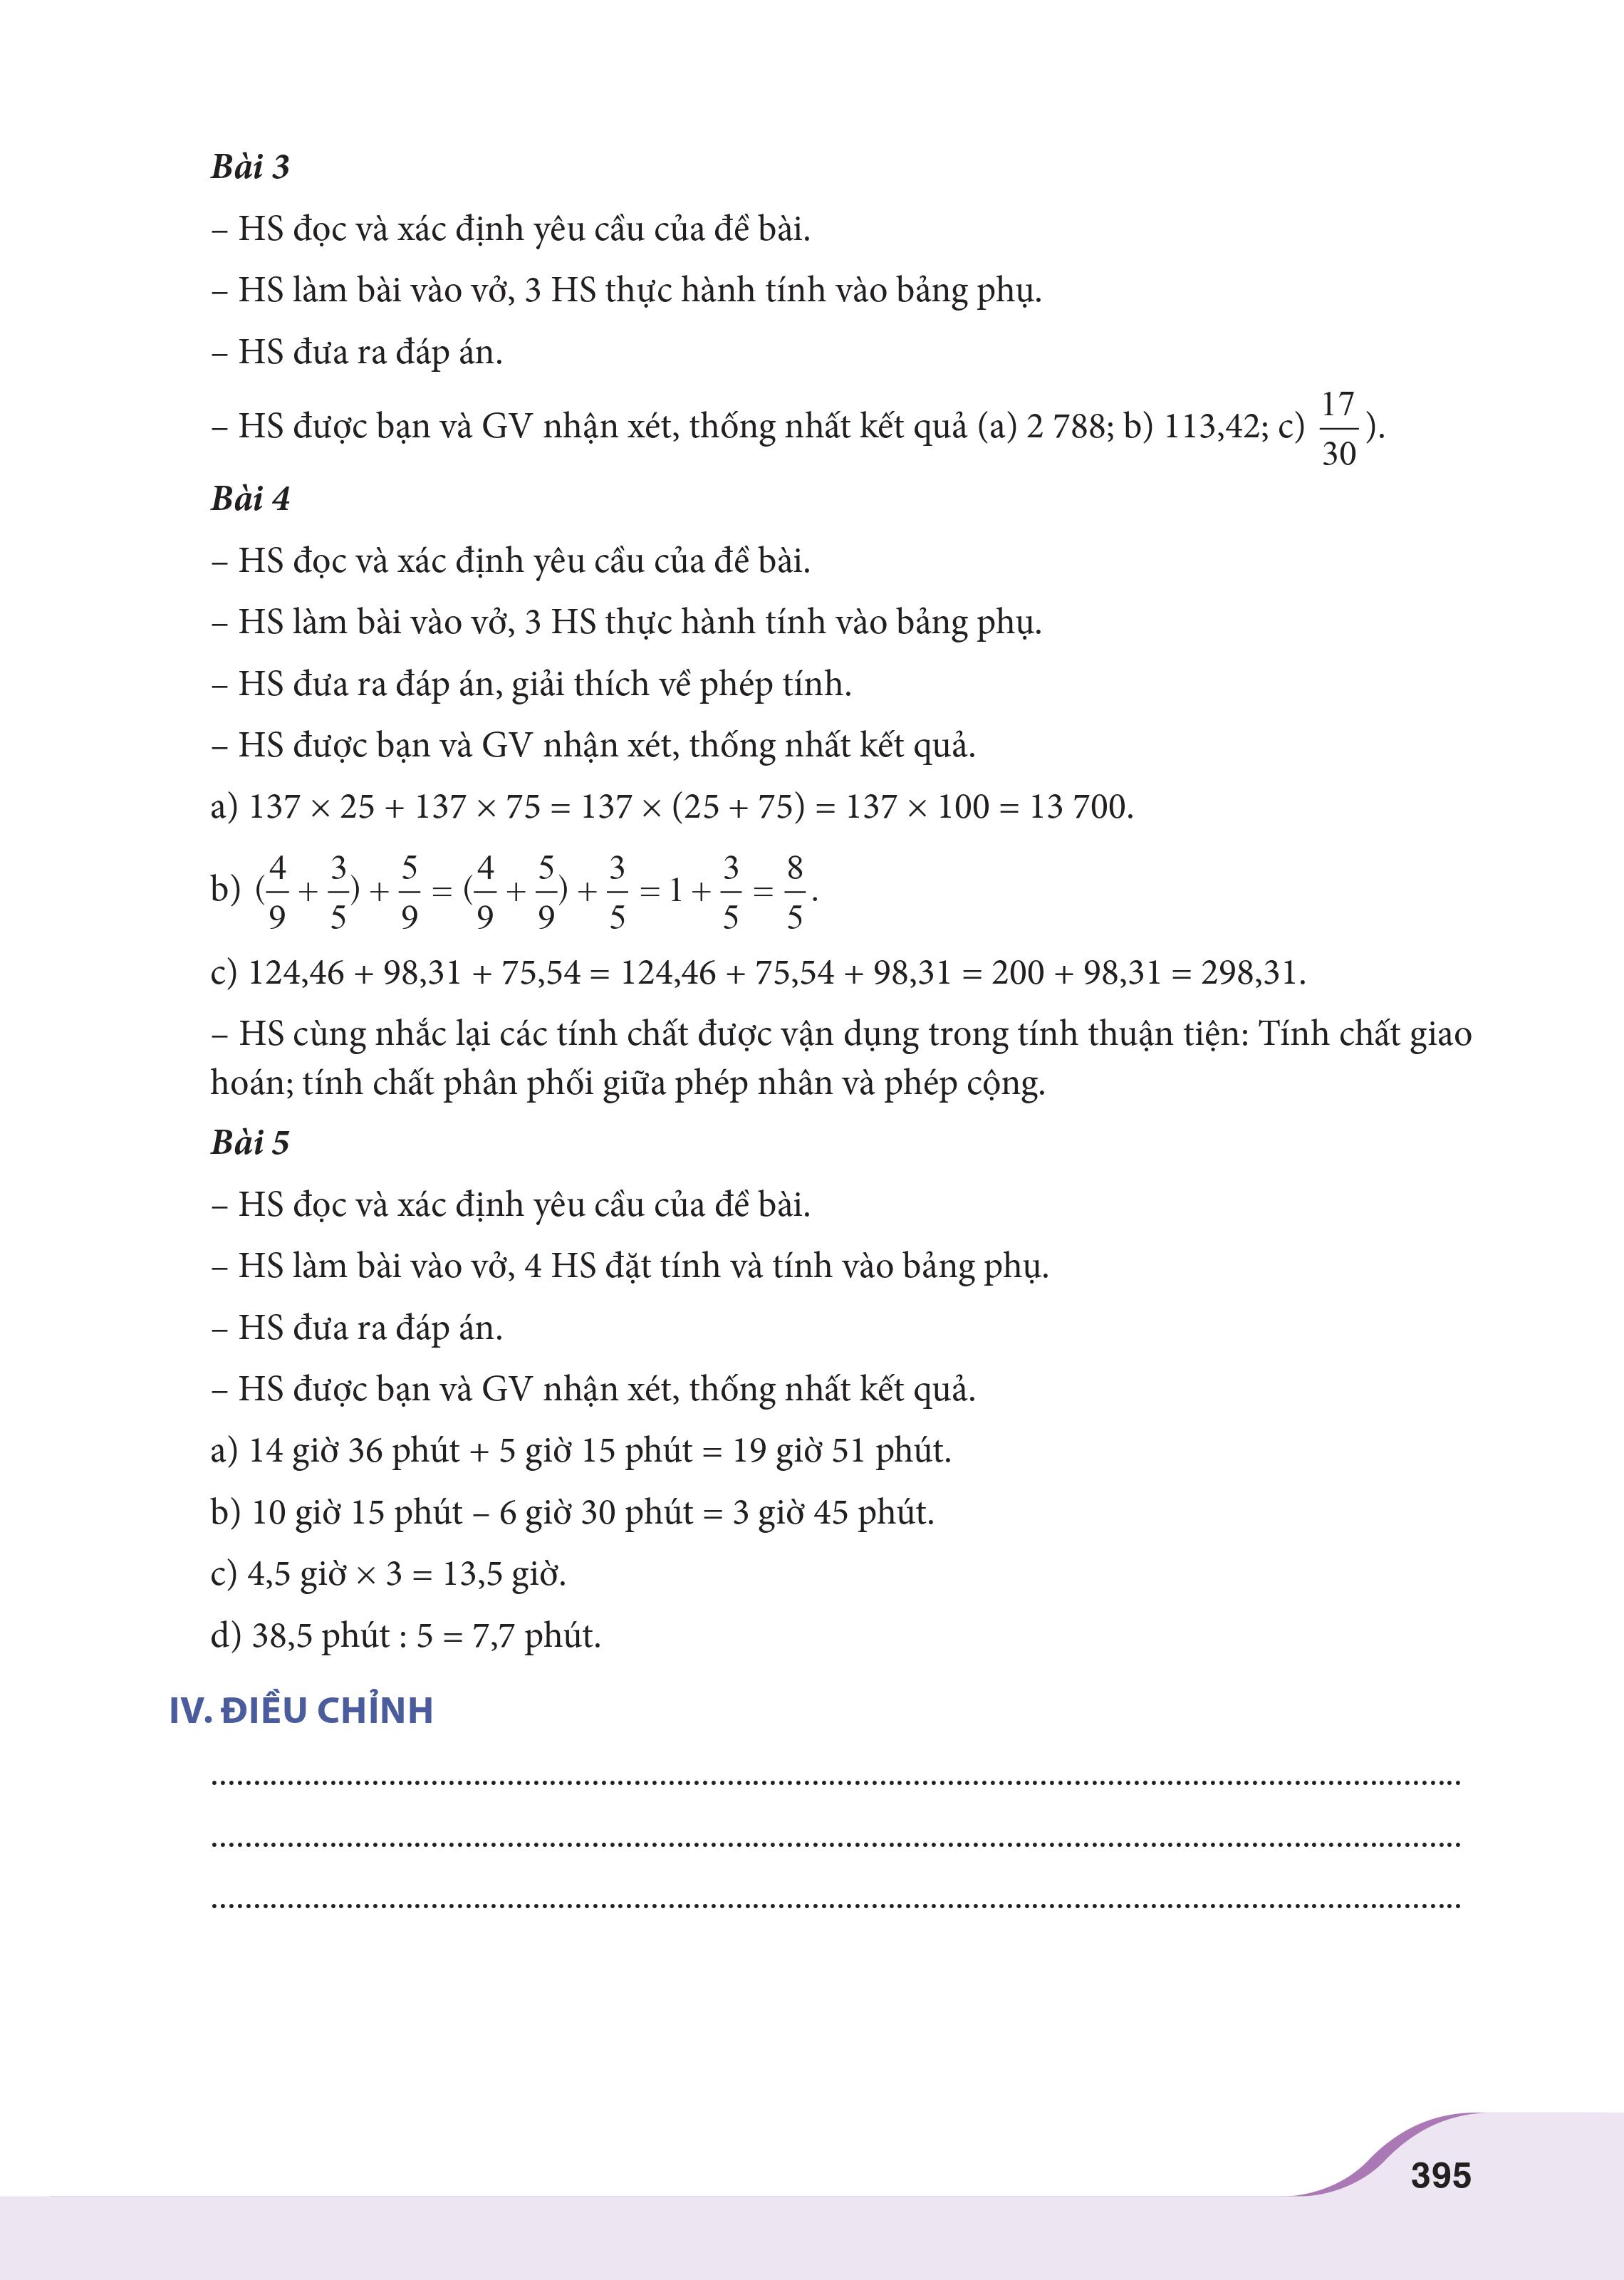 Bài 3
– HS đọc và xác định yêu cầu của đề bài.
– HS làm bài vào vở, 3 HS thực hành tính vào bảng phụ.
– HS đưa ra đáp án.
– HS được bạn và GV nhận xét, thống nhất kết quả (a) 2 788; b) 113,42; c) 17/30).
Bài 4
– HS đọc và xác định yêu cầu của đề bài.
– HS làm bài vào vở, 3 HS thực hành tính vào bảng phụ.
– HS đưa ra đáp án, giải thích về phép tính.
– HS được bạn và GV nhận xét, thống nhất kết quả.
a) 137 × 25 + 137 × 75 = 137 × (25 + 75) = 137 × 100 = 13 700.
b) (4/9 + 3/5) + 5/9 = (4/9 + 5/9) + 3/5 = 1 + 3/5 = 8/5.
c) 124,46 + 98,31 + 75,54 = 124,46 + 75,54 + 98,31 = 200 + 98,31 = 298,31.
– HS cùng nhắc lại các tính chất được vận dụng trong tính thuận tiện: Tính chất giao
hoán; tính chất phân phối giữa phép nhân và phép cộng.
Bài 5
– HS đọc và xác định yêu cầu của đề bài.
– HS làm bài vào vở, 4 HS đặt tính và tính vào bảng phụ.
– HS đưa ra đáp án.
– HS được bạn và GV nhận xét, thống nhất kết quả.
a) 14 giờ 36 phút + 5 giờ 15 phút = 19 giờ 51 phút.
b) 10 giờ 15 phút – 6 giờ 30 phút = 3 giờ 45 phút.
c) 4,5 giờ × 3 = 13,5 giờ.
d) 38,5 phút : 5 = 7,7 phút.
IV. ĐIỀU CHỈNH
395